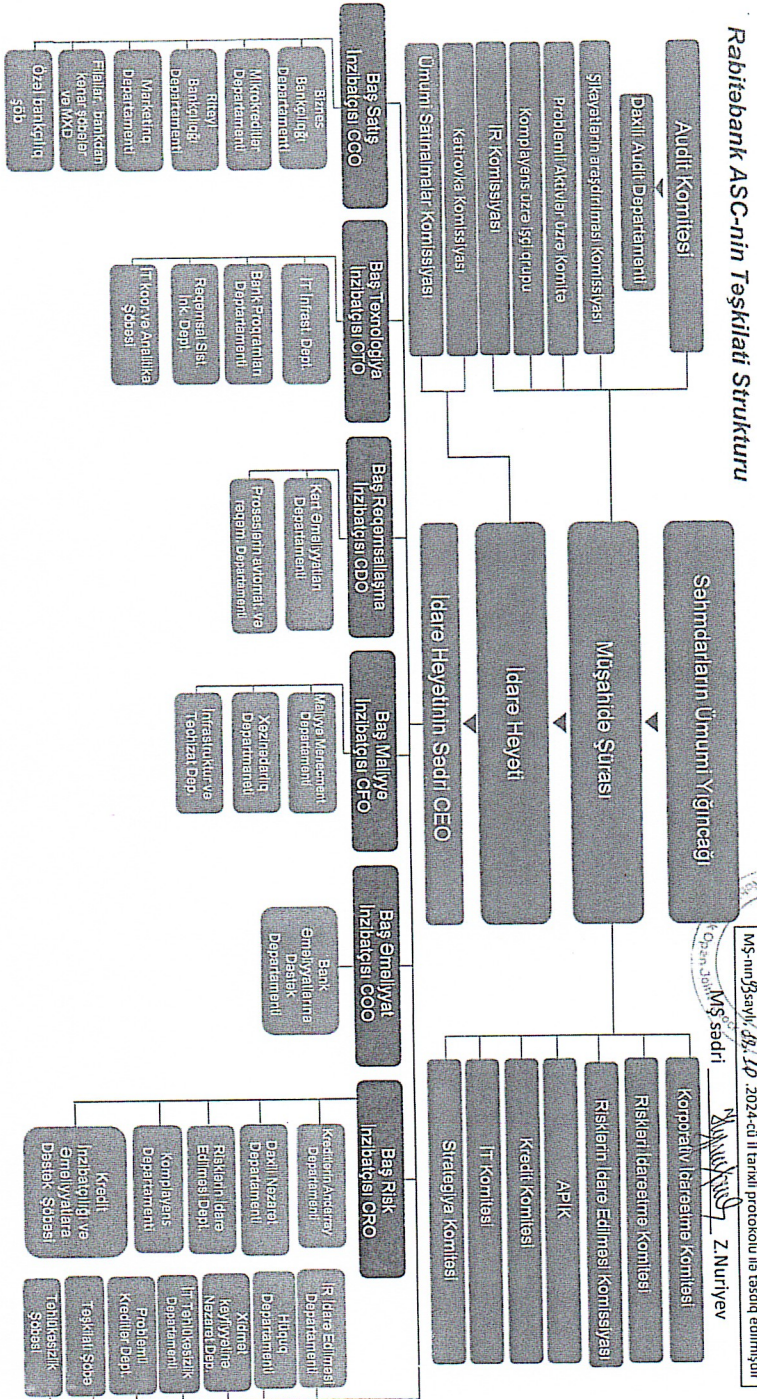 Rabitəbank ASC-nin Təşkilati Strukturu
MŞ-nin saylı, .2024-cü il tarixli protokolu ilə təsdiq edilmişdir
MŞ sədri Z.Nuriyev
Open Joint
Səhmdarların Ümumi Yığıncağı
Müşahidə Şurası
İdarə Heyəti
İdarə Heyətinin Sədri CEO
Audit Komitəsi
Daxili Audit Departamenti
Şikayətlərin araşdırılması Komissiyası
Problemli Aktivlər üzrə Komitə
Komplayens üzrə işçi qrupu
İR Komissiyası
Katirovka Komissiyası
Ümumi Satınalmalar Komissiyası
Korporativ İdarəetmə Komitəsi
Riskləri İdarəetmə Komitəsi
Risklərin İdarə Edilməsi Komissiyası
APİK
Kredit Komitəsi
İT Komitəsi
Strategiya Komitəsi
Baş Satış
İnzibatçısı CCO
Biznes
Bankçılığı
Departamenti
Mikrokreditlər
Departamenti
Riteyl
Bankçılığı
Departamenti
Marketinq
Departamenti
Filiallar, bankdan
kənar şöbələr
və MXD
Özəl bankçılıq
şöb
Baş Texnologiya
İnzibatçısı CTO
İT İnfrast. Dept.
Bank Proqramları
Departamenti
Rəqəmsal Sist.
İnk. Dept.
İT koor.və Analitika
Şöbəsi
Baş Rəqəmsallaşma
İnzibatçısı CDO
Kart Əməliyyatları
Departamenti
Proseslərin avtomat. və
rəqəm. Departamenti
Baş Maliyyə
İnzibatçısı CFO
Maliyyə Menecment
Departamenti
Xəzinədarlıq
Departmaneti
İnfrastruktur və
Təchizat Dep.
Baş Əməliyyat
İnzibatçısı COO
Bank
Əməliyyatlarına
Dəstək
Departamenti
Baş Risk
İnzibatçısı CRO
Kreditlərin Anderray
Departamenti
Daxili Nəzarət
Departamenti
Risklərin İdarə
Edilməsi Dept.
Komplayens
Departamenti
Kredit
İnzibatçılığı və
Əməliyyatlara
Dəstək Şöbəsi
İR İdarə Edilməsi
Departamenti
Hüquq
Departamenti
Xidmət
keyfiyyətinə
Nəzarət Dep.
İT Təhlükəsizlik
Departamenti
Problemli
Kreditlər Dept
Təşkilati Şöbə
Təhlükəsizlik
Şöbəsi